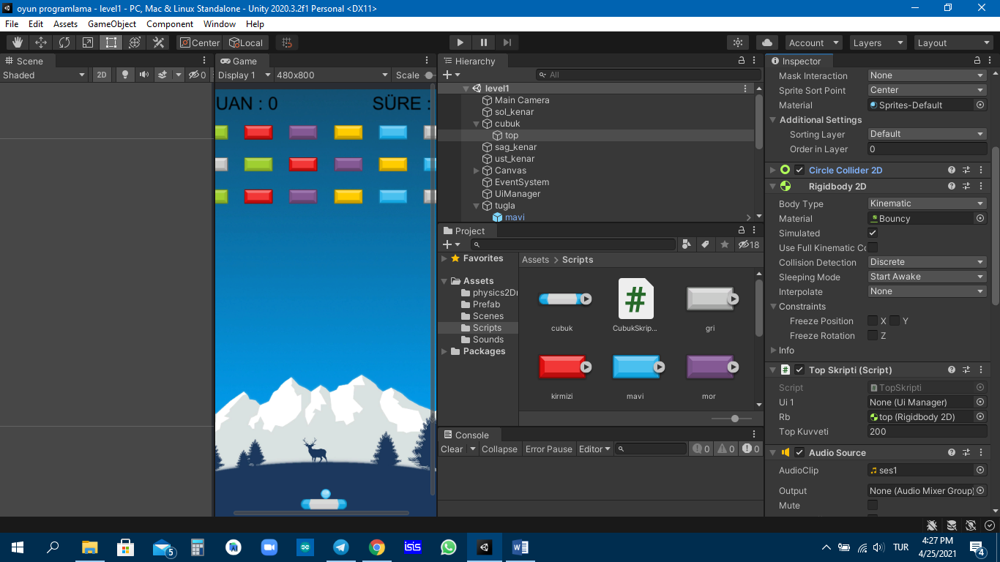 oyun programlama - level1 - PC, Mac & Linux Standalone - Unity 2020.3.2f1 Personal <DX11>
File Edit Assets GameObject Component Window Help
Center Local Account Layers Layout
Scene
Shaded 2D 0
Game
Display 1 480x800 Scale
UAN : 0 SÜRE :
Hierarchy
All
level1
Main Camera
sol_kenar
cubuk
top
sag_kenar
ust_kenar
Canvas
EventSystem
UiManager
tugla
mavi
Project
18
Favorites
Assets
physics2Dr
Prefab
Scenes
Scripts
Sounds
Packages
Assets > Scripts
cubuk CubukSkrip... gri
kirmizi mavi mor
Console
Clear Collapse Error Pause Editor 0 0 0
Inspector
Mask Interaction None
Sprite Sort Point Center
Material Sprites-Default
Additional Settings
Sorting Layer Default
Order in Layer 0
Circle Collider 2D
Rigidbody 2D
Body Type Kinematic
Material Bouncy
Simulated
Use Full Kinematic Co
Collision Detection Discrete
Sleeping Mode Start Awake
Interpolate None
Constraints
Freeze Position X Y
Freeze Rotation Z
Info
Top Skripti (Script)
Script TopSkripti
Ui 1 None (Ui Manager)
Rb top (Rigidbody 2D)
Top Kuvveti 200
Audio Source
AudioClip ses1
Output None (Audio Mixer Group)
Mute
5 isis TUR 4:27 PM
4/25/2021 4